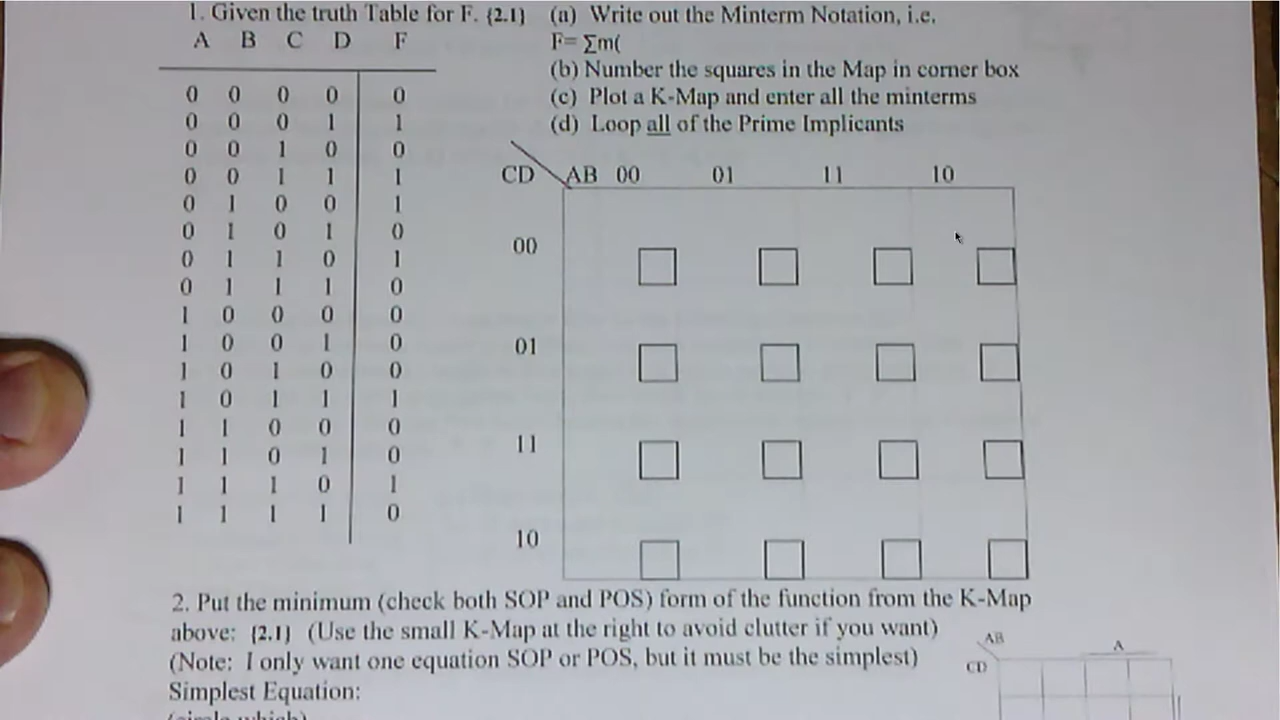 1. Given the truth Table for F. {2.1} (a) Write out the Minterm Notation, i.e.
A B C D F F= ∑m(
(b) Number the squares in the Map in corner box
(c) Plot a K-Map and enter all the minterms
(d) Loop all of the Prime Implicants
0 0 0 0 0
0 0 0 1 1
0 0 1 0 0
0 0 1 1 1
0 1 0 0 1
0 1 0 1 0
0 1 1 0 1
0 1 1 1 0
1 0 0 0 0
1 0 0 1 0
1 0 1 0 0
1 0 1 1 1
1 1 0 0 0
1 1 0 1 0
1 1 1 0 1
1 1 1 1 0
CD AB 00 01 11 10
00
01
11
10
2. Put the minimum (check both SOP and POS) form of the function from the K-Map
above: {2.1} (Use the small K-Map at the right to avoid clutter if you want)
(Note: I only want one equation SOP or POS, but it must be the simplest)
Simplest Equation:
(circle which)
AB A
CD